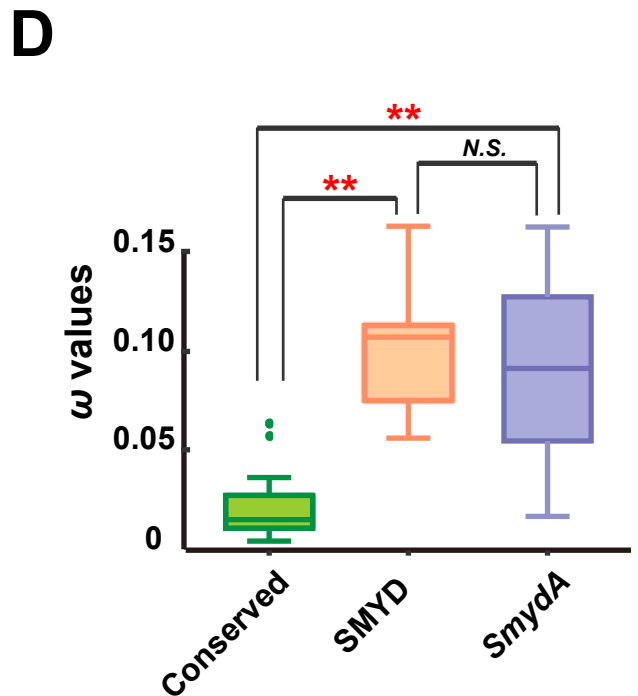 D
**
N.S.
**
0.15
0.10
0.05
0
ω values
Conserved
SMYD
SmydA